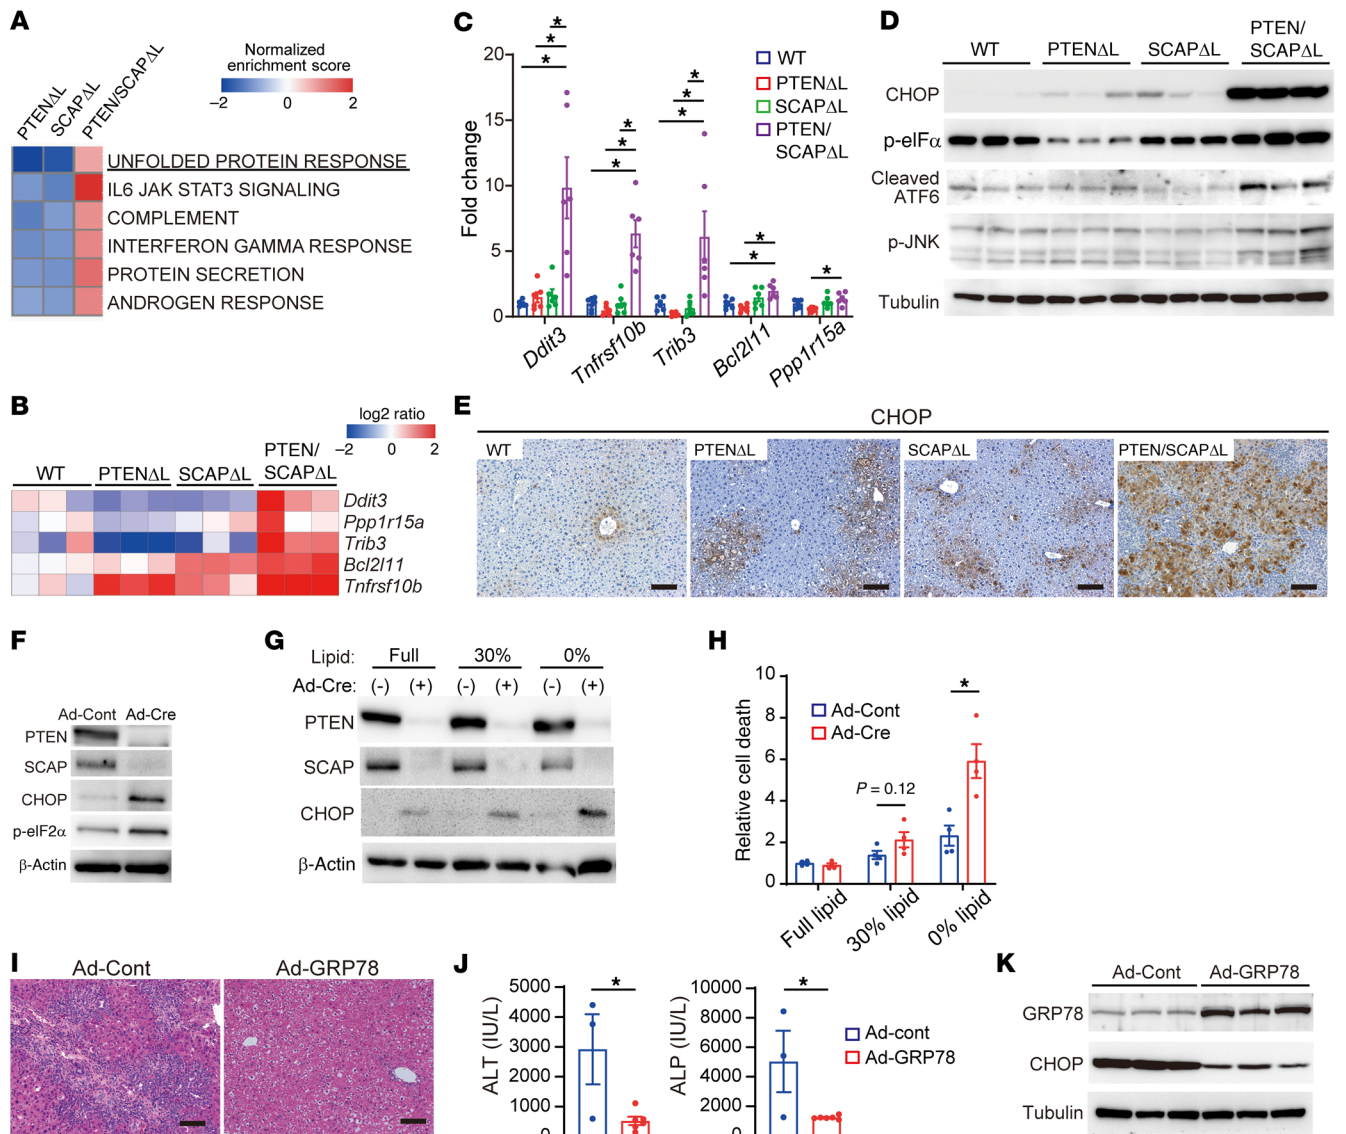 A
Normalized
enrichment score
−2 0 2
PTENΔL
SCAPΔL
PTEN/SCAPΔL
UNFOLDED PROTEIN RESPONSE
IL6 JAK STAT3 SIGNALING
COMPLEMENT
INTERFERON GAMMA RESPONSE
PROTEIN SECRETION
ANDROGEN RESPONSE
B
log2 ratio
−2 0 2
WT PTENΔL SCAPΔL PTEN/
SCAPΔL
Ddit3
Ppp1r15a
Trib3
Bcl2l11
Tnfrsf10b
C
Fold change
20
15
10
5
0
* * *
* * *
* * *
* *
*
WT
PTENΔL
SCAPΔL
PTEN/
SCAPΔL
Ddit3
Tnfrsf10b
Trib3
Bcl2l11
Ppp1r15a
D
WT PTENΔL SCAPΔL PTEN/
SCAPΔL
CHOP
p-eIFα
Cleaved
ATF6
p-JNK
Tubulin
E
CHOP
WT
PTENΔL
SCAPΔL
PTEN/SCAPΔL
F
Ad-Cont Ad-Cre
PTEN
SCAP
CHOP
p-eIF2α
β-Actin
G
Lipid: Full 30% 0%
Ad-Cre: (-) (+) (-) (+) (-) (+)
PTEN
SCAP
CHOP
β-Actin
H
Relative cell death
10
8
6
4
2
0
Ad-Cont
Ad-Cre
P = 0.12
*
Full lipid
30% lipid
0% lipid
I
Ad-Cont
Ad-GRP78
J
ALT (IU/L)
5000
4000
3000
2000
1000
0
*
ALP (IU/L)
10000
8000
6000
4000
2000
0
*
Ad-cont
Ad-GRP78
K
Ad-Cont Ad-GRP78
GRP78
CHOP
Tubulin